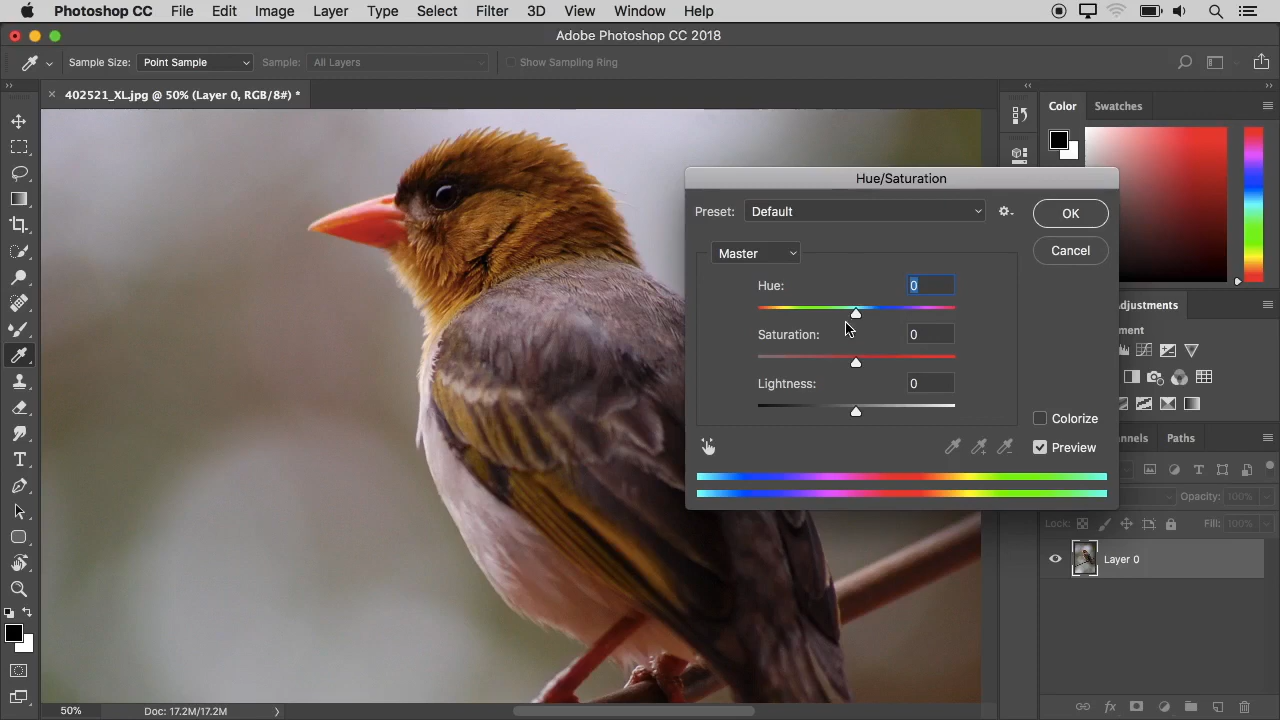 Photoshop CC File Edit Image Layer Type Select Filter 3D View Window Help
Adobe Photoshop CC 2018
Sample Size: Point Sample Sample: All Layers Show Sampling Ring
402521_XL.jpg @ 50% (Layer 0, RGB/8#) *
Color Swatches
Hue/Saturation
Preset: Default
OK
Master
Cancel
Hue: 0
Saturation: 0
Lightness: 0
Colorize
Preview
djustments
ment
nnels Paths
Opacity: 100%
Lock: Fill: 100%
Layer 0
50% Doc: 17.2M/17.2M